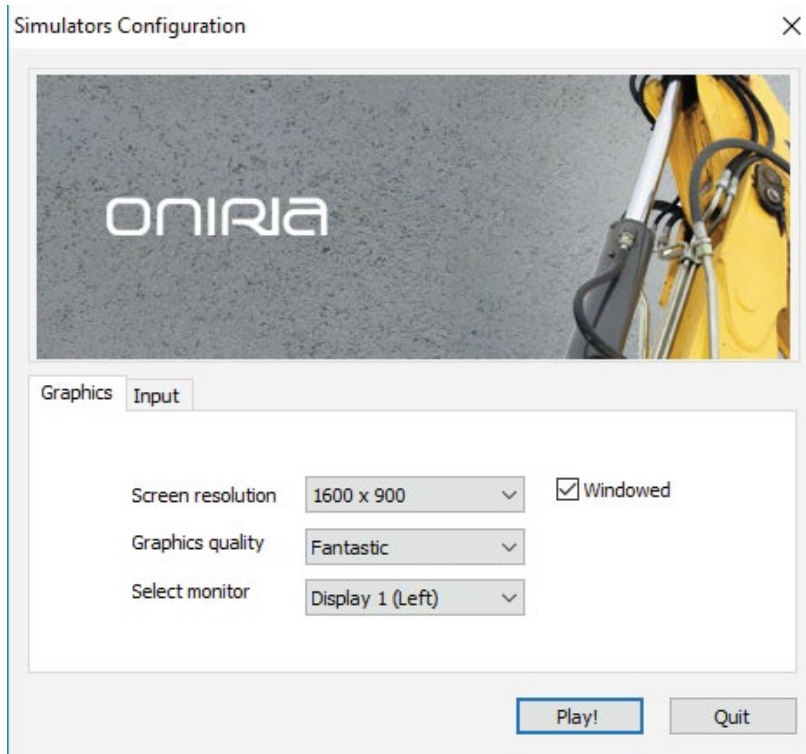 Simulators Configuration
ONIRIA
Graphics
Input
Screen resolution
1600 x 900
Windowed
Graphics quality
Fantastic
Select monitor
Display 1 (Left)
Play!
Quit